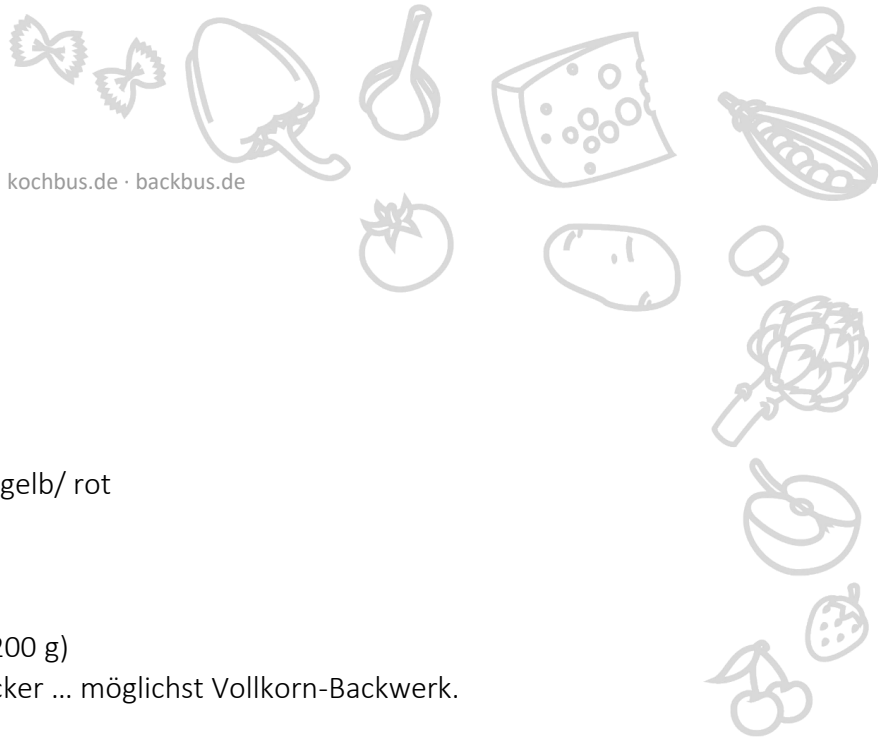 kochbus.de · backbus.de
gelb/ rot
200 g)
cker ... möglichst Vollkorn-Backwerk.